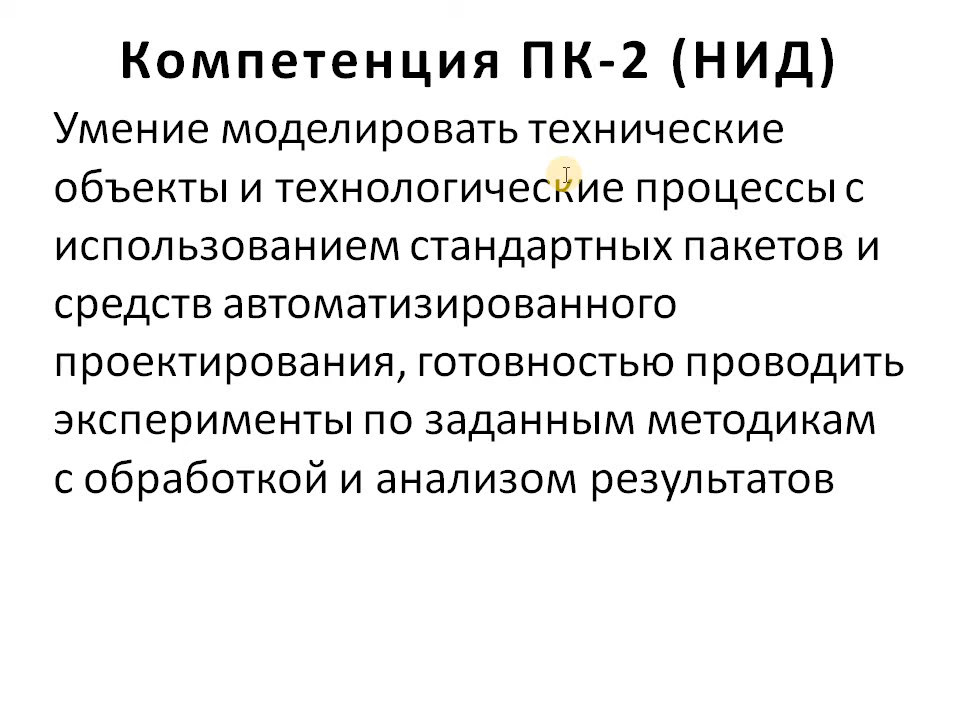 Компетенция ПК-2 (НИД)
Умение моделировать технические
объекты и технологические процессы с
использованием стандартных пакетов и
средств автоматизированного
проектирования, готовностью проводить
эксперименты по заданным методикам
с обработкой и анализом результатов